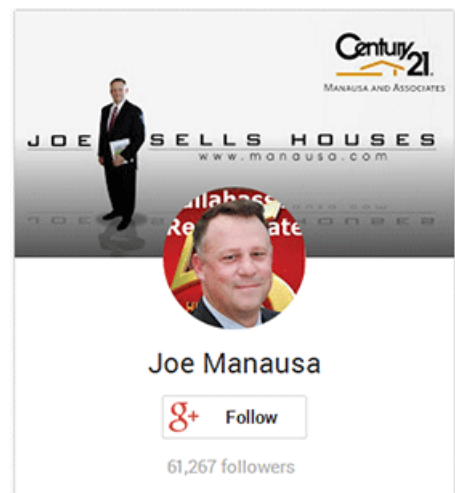 Century 21.
MANAUSA AND ASSOCIATES
JOE SELLS HOUSES
www.manausa.com
Joe Manausa
g+ Follow
61,267 followers